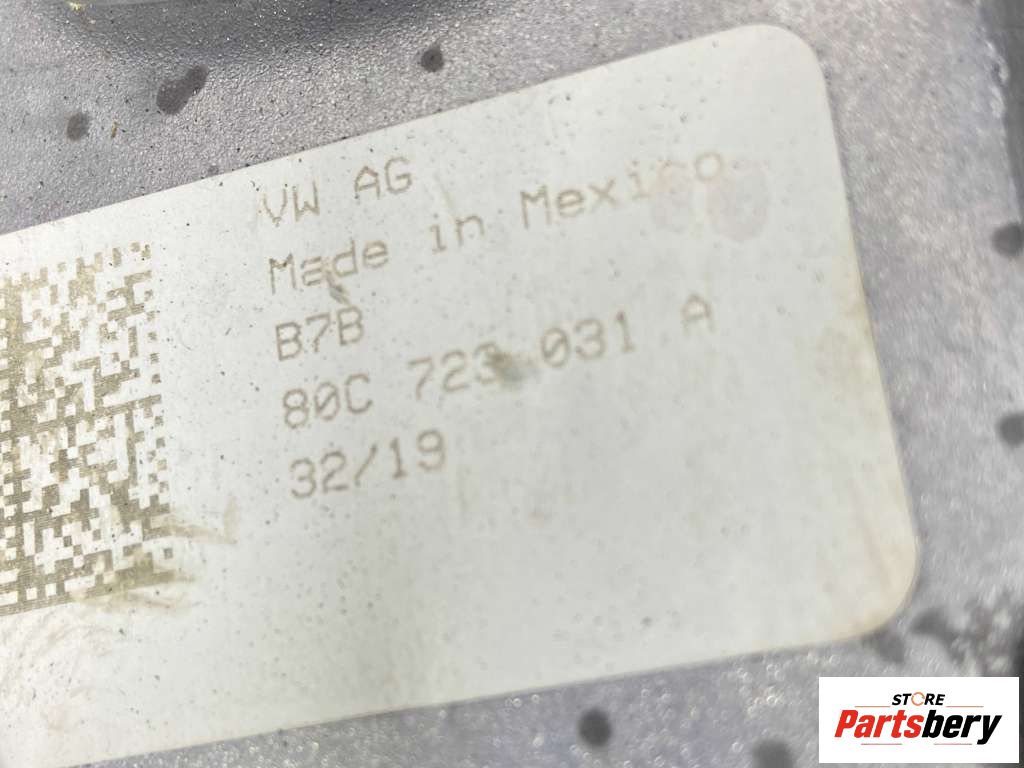 VW AG
Made in Mexico
B7B
80C 723 031 A
32/19
STORE
Partsbery